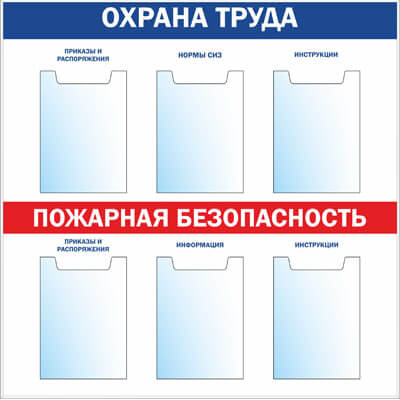 ОХРАНА ТРУДА
ПРИКАЗЫ И
РАСПОРЯЖЕНИЯ
НОРМЫ СИЗ
ИНСТРУКЦИИ
ПОЖАРНАЯ БЕЗОПАСНОСТЬ
ПРИКАЗЫ И
РАСПОРЯЖЕНИЯ
ИНФОРМАЦИЯ
ИНСТРУКЦИИ